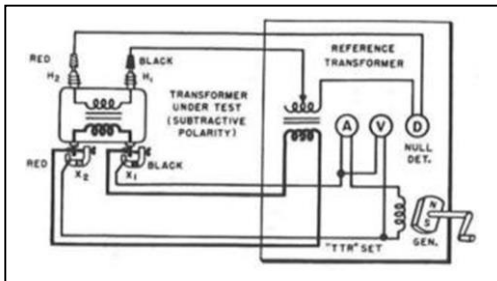 RED
H2
BLACK
H1
REFERENCE
TRANSFORMER
TRANSFORMER
UNDER TEST
(SUBTRACTIVE
POLARITY)
A
V
D
NULL
DET.
RED
X2
X1
BLACK
N
S
GEN.
"TTR" SET